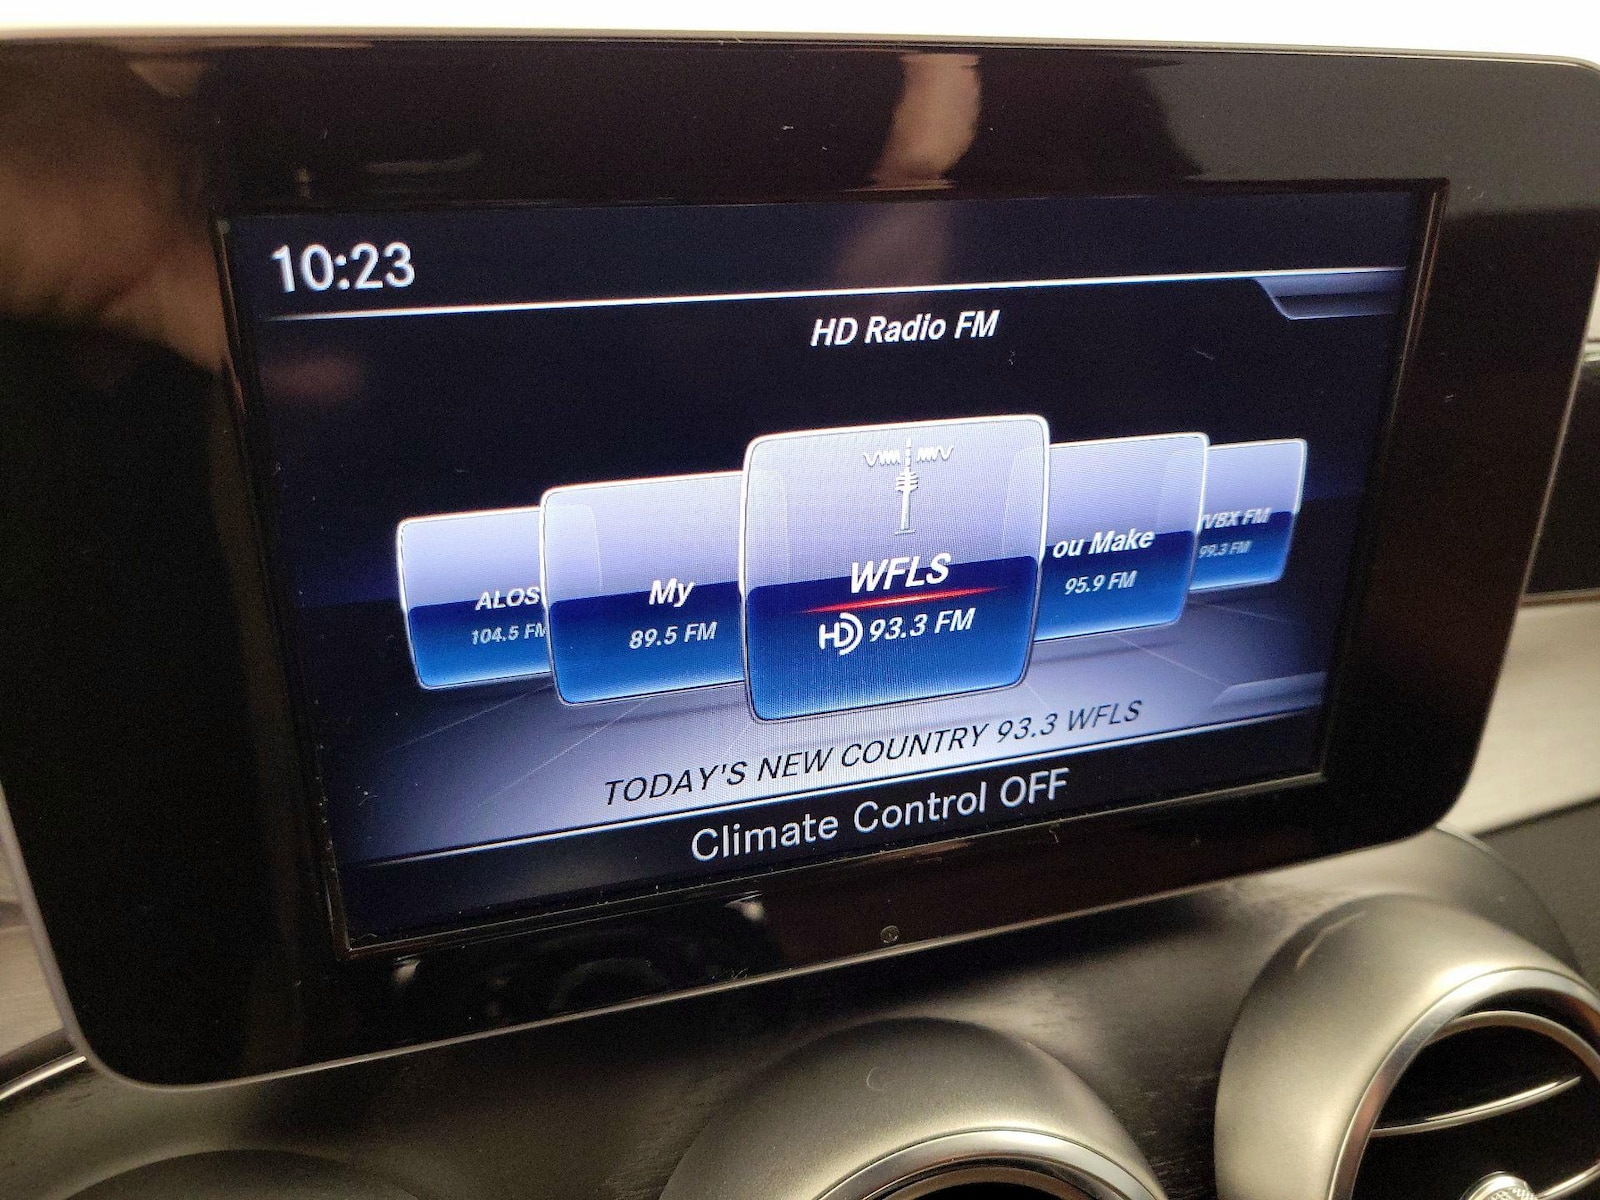 10:23
HD Radio FM
ALOS
104.5 FM
My
89.5 FM
WFLS
HD 93.3 FM
ou Make
95.9 FM
VBX FM
99.3 FM
TODAY'S NEW COUNTRY 93.3 WFLS
Climate Control OFF